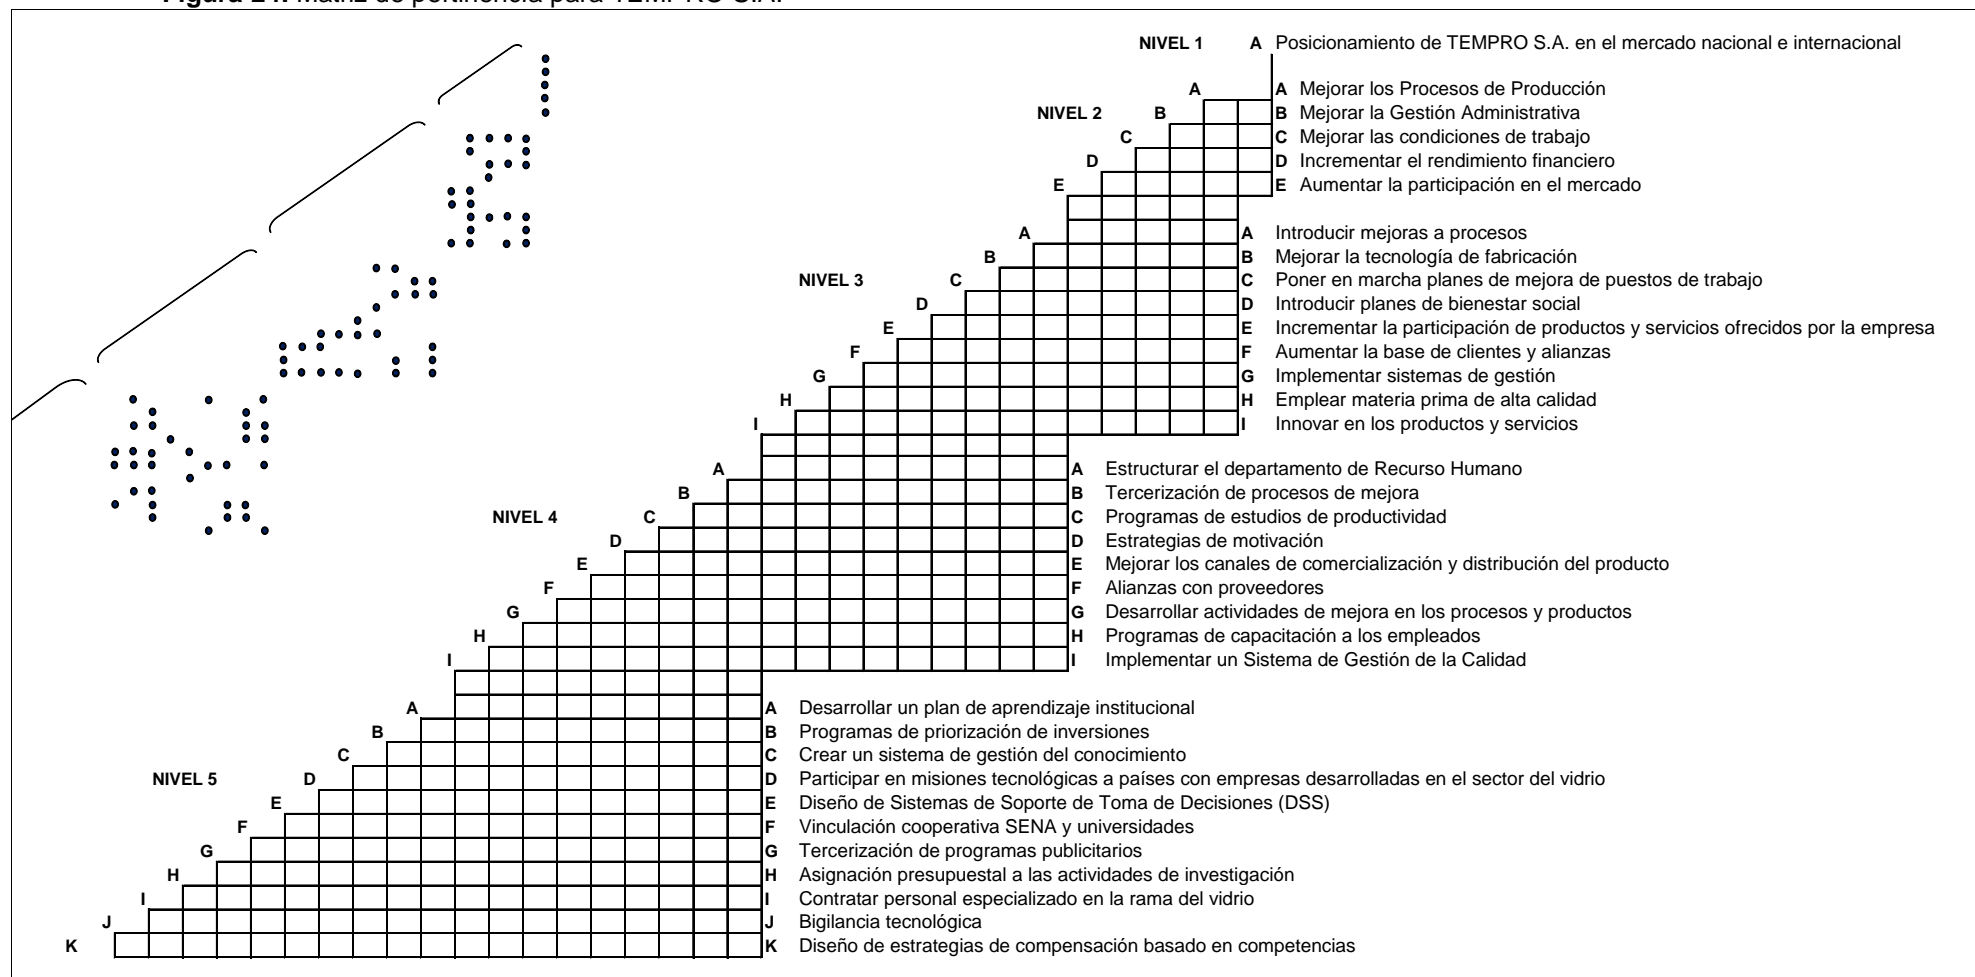 Figura 24. Matriz de pertinencia para TEMPRO S.A.
NIVEL 1 A Posicionamiento de TEMPRO S.A. en el mercado nacional e internacional
A A Mejorar los Procesos de Producción
NIVEL 2 B B Mejorar la Gestión Administrativa
C C Mejorar las condiciones de trabajo
D D Incrementar el rendimiento financiero
E E Aumentar la participación en el mercado
A A Introducir mejoras a procesos
B B Mejorar la tecnología de fabricación
NIVEL 3 C C Poner en marcha planes de mejora de puestos de trabajo
D D Introducir planes de bienestar social
E E Incrementar la participación de productos y servicios ofrecidos por la empresa
F F Aumentar la base de clientes y alianzas
G G Implementar sistemas de gestión
H H Emplear materia prima de alta calidad
I I Innovar en los productos y servicios
A A Estructurar el departamento de Recurso Humano
B B Tercerización de procesos de mejora
NIVEL 4 C C Programas de estudios de productividad
D D Estrategias de motivación
E E Mejorar los canales de comercialización y distribución del producto
F F Alianzas con proveedores
G G Desarrollar actividades de mejora en los procesos y productos
H H Programas de capacitación a los empleados
I I Implementar un Sistema de Gestión de la Calidad
A A Desarrollar un plan de aprendizaje institucional
B B Programas de priorización de inversiones
C C Crear un sistema de gestión del conocimiento
NIVEL 5 D D Participar en misiones tecnológicas a países con empresas desarrolladas en el sector del vidrio
E E Diseño de Sistemas de Soporte de Toma de Decisiones (DSS)
F F Vinculación cooperativa SENA y universidades
G G Tercerización de programas publicitarios
H H Asignación presupuestal a las actividades de investigación
I I Contratar personal especializado en la rama del vidrio
J J Bigilancia tecnológica
K K Diseño de estrategias de compensación basado en competencias